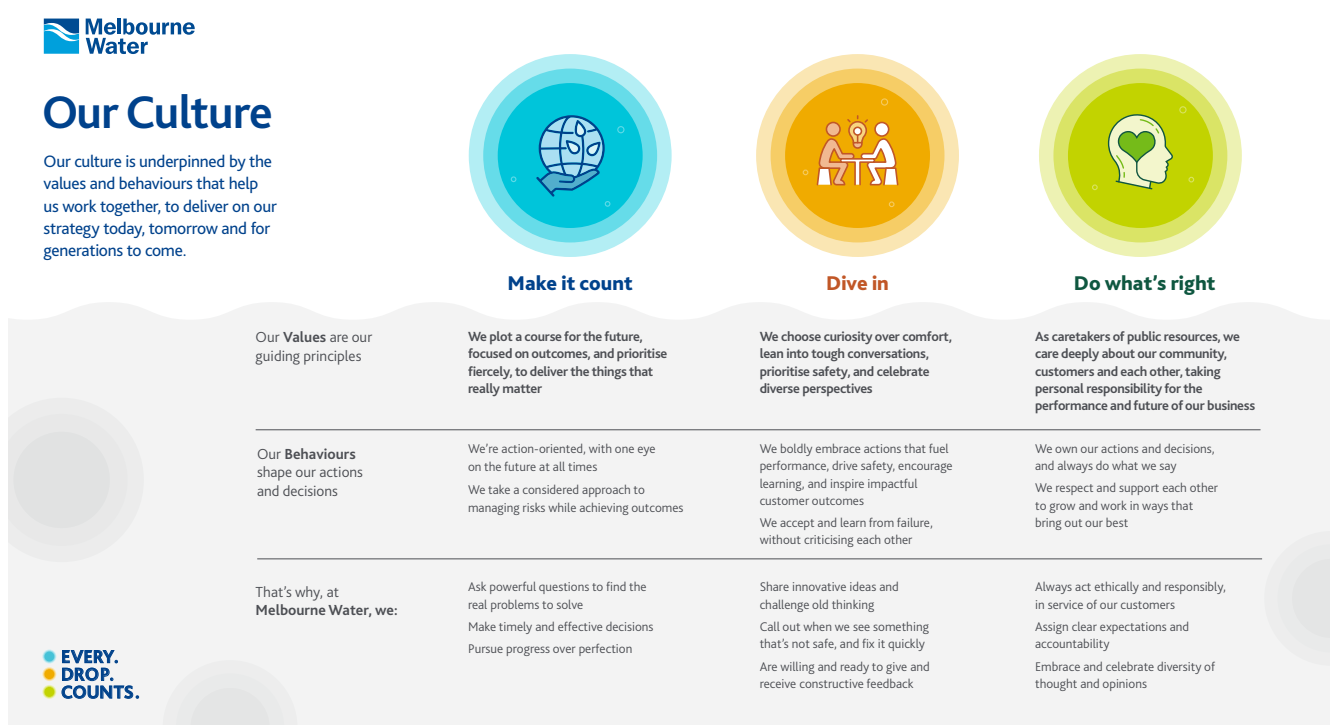 Melbourne
Water
Our Culture
Our culture is underpinned by the
values and behaviours that help
us work together, to deliver on our
strategy today, tomorrow and for
generations to come.
Make it count
Dive in
Do what's right
Our Values are our
guiding principles
We plot a course for the future,
focused on outcomes, and prioritise
fiercely, to deliver the things that
really matter
We choose curiosity over comfort,
lean into tough conversations,
prioritise safety, and celebrate
diverse perspectives
As caretakers of public resources, we
care deeply about our community,
customers and each other, taking
personal responsibility for the
performance and future of our business
Our Behaviours
shape our actions
and decisions
We're action-oriented, with one eye
on the future at all times
We take a considered approach to
managing risks while achieving outcomes
We boldly embrace actions that fuel
performance, drive safety, encourage
learning, and inspire impactful
customer outcomes
We accept and learn from failure,
without criticising each other
We own our actions and decisions,
and always do what we say
We respect and support each other
to grow and work in ways that
bring out our best
That's why, at
Melbourne Water, we:
Ask powerful questions to find the
real problems to solve
Make timely and effective decisions
Pursue progress over perfection
Share innovative ideas and
challenge old thinking
Call out when we see something
that's not safe, and fix it quickly
Are willing and ready to give and
receive constructive feedback
Always act ethically and responsibly,
in service of our customers
Assign clear expectations and
accountability
Embrace and celebrate diversity of
thought and opinions
EVERY.
DROP.
COUNTS.